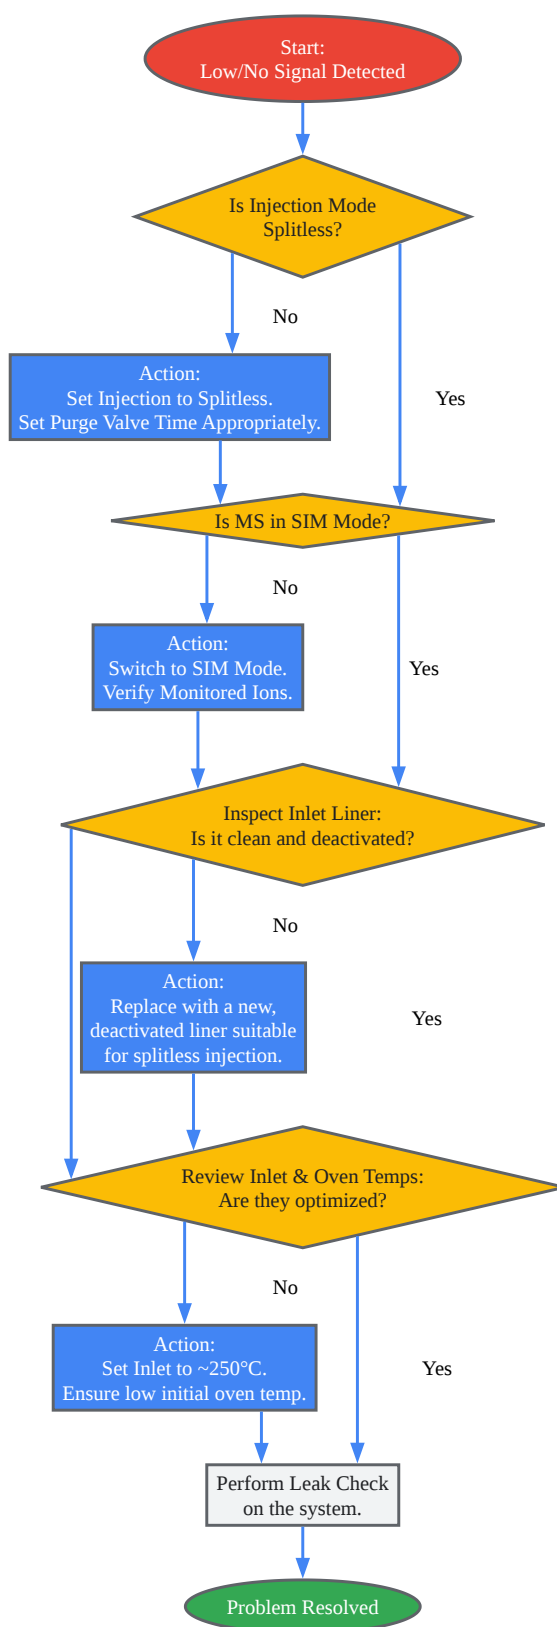 Start:
Low/No Signal Detected
Is Injection Mode
Splitless?
No
Action:
Set Injection to Splitless.
Set Purge Valve Time Appropriately.
Yes
Is MS in SIM Mode?
No
Action:
Switch to SIM Mode.
Verify Monitored Ions.
Yes
Inspect Inlet Liner:
Is it clean and deactivated?
No
Action:
Replace with a new,
deactivated liner suitable
for splitless injection.
Yes
Review Inlet & Oven Temps:
Are they optimized?
No
Action:
Set Inlet to ~250°C.
Ensure low initial oven temp.
Yes
Perform Leak Check
on the system.
Problem Resolved